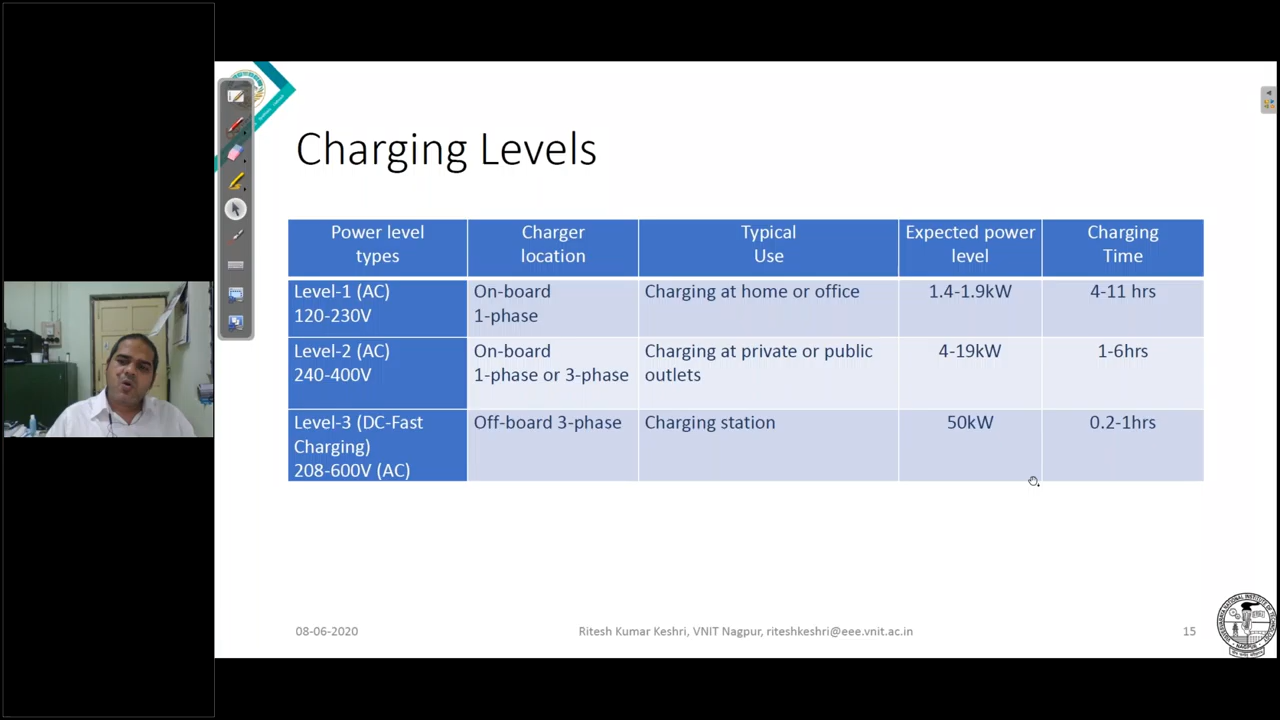 Charging Levels
Power level types
Charger location
Typical Use
Expected power level
Charging Time
Level-1 (AC)
120-230V
On-board
1-phase
Charging at home or office
1.4-1.9kW
4-11 hrs
Level-2 (AC)
240-400V
On-board
1-phase or 3-phase
Charging at private or public
outlets
4-19kW
1-6hrs
Level-3 (DC-Fast
Charging)
208-600V (AC)
Off-board 3-phase
Charging station
50kW
0.2-1hrs
08-06-2020
Ritesh Kumar Keshri, VNIT Nagpur, riteshkeshri@eee.vnit.ac.in
15